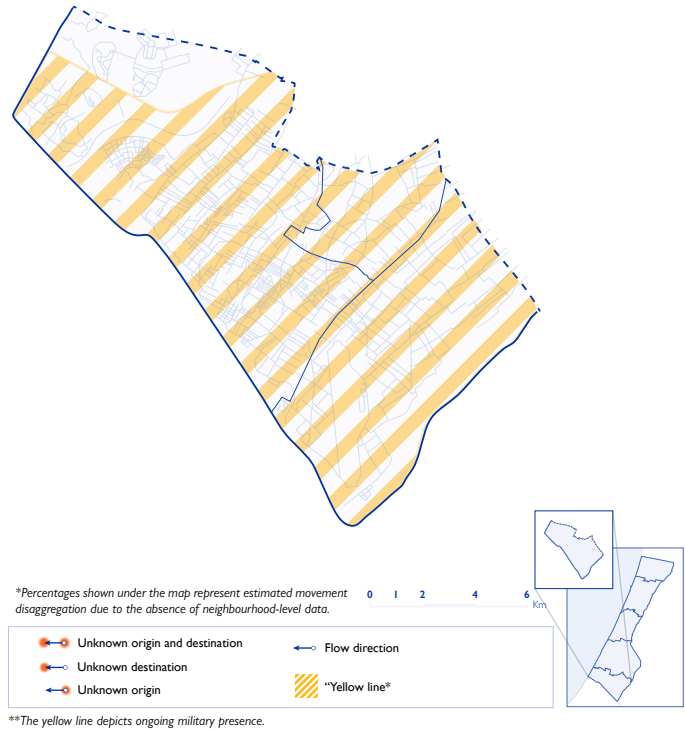 *Percentages shown under the map represent estimated movement
disaggregation due to the absence of neighbourhood-level data.
0 1 2 4 6
Km
Unknown origin and destination
Unknown destination
Unknown origin
Flow direction
“Yellow line*
**The yellow line depicts ongoing military presence.